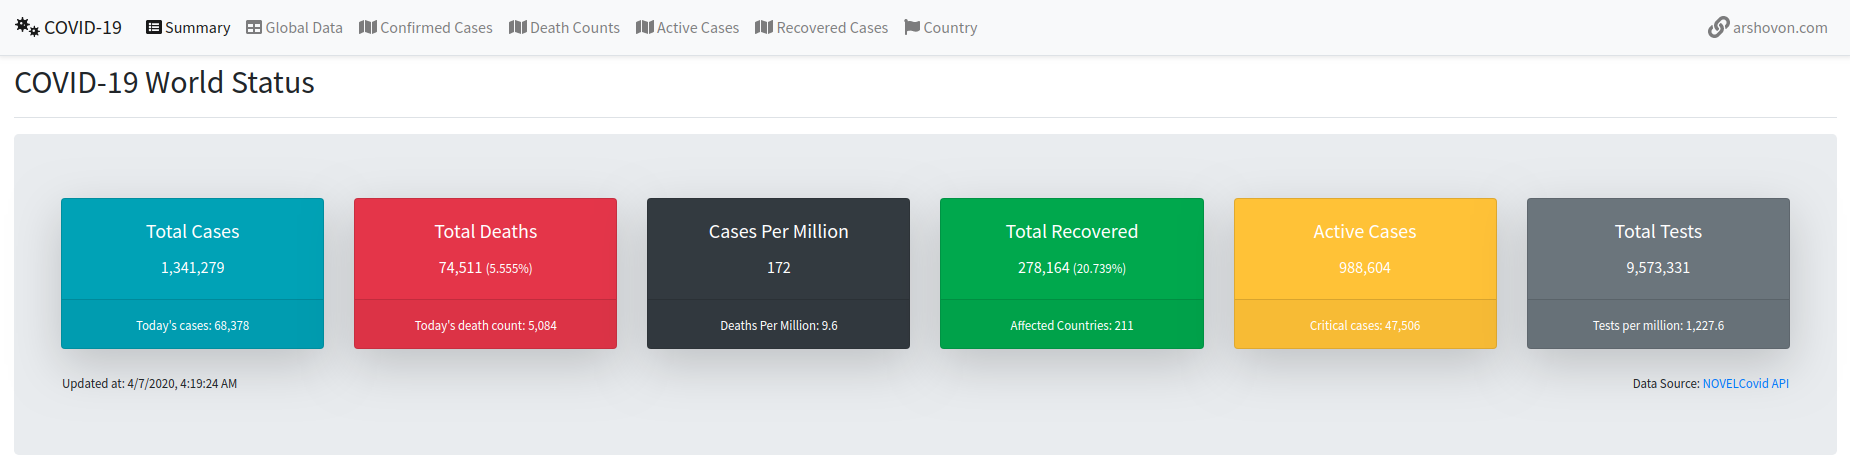 COVID-19 Summary Global Data Confirmed Cases Death Counts Active Cases Recovered Cases Country arshovon.com
COVID-19 World Status
Total Cases
1,341,279
Today's cases: 68,378
Total Deaths
74,511 (5.555%)
Today's death count: 5,084
Cases Per Million
172
Deaths Per Million: 9.6
Total Recovered
278,164 (20.739%)
Affected Countries: 211
Active Cases
988,604
Critical cases: 47,506
Total Tests
9,573,331
Tests per million: 1,227.6
Updated at: 4/7/2020, 4:19:24 AM
Data Source: NOVELCovid API